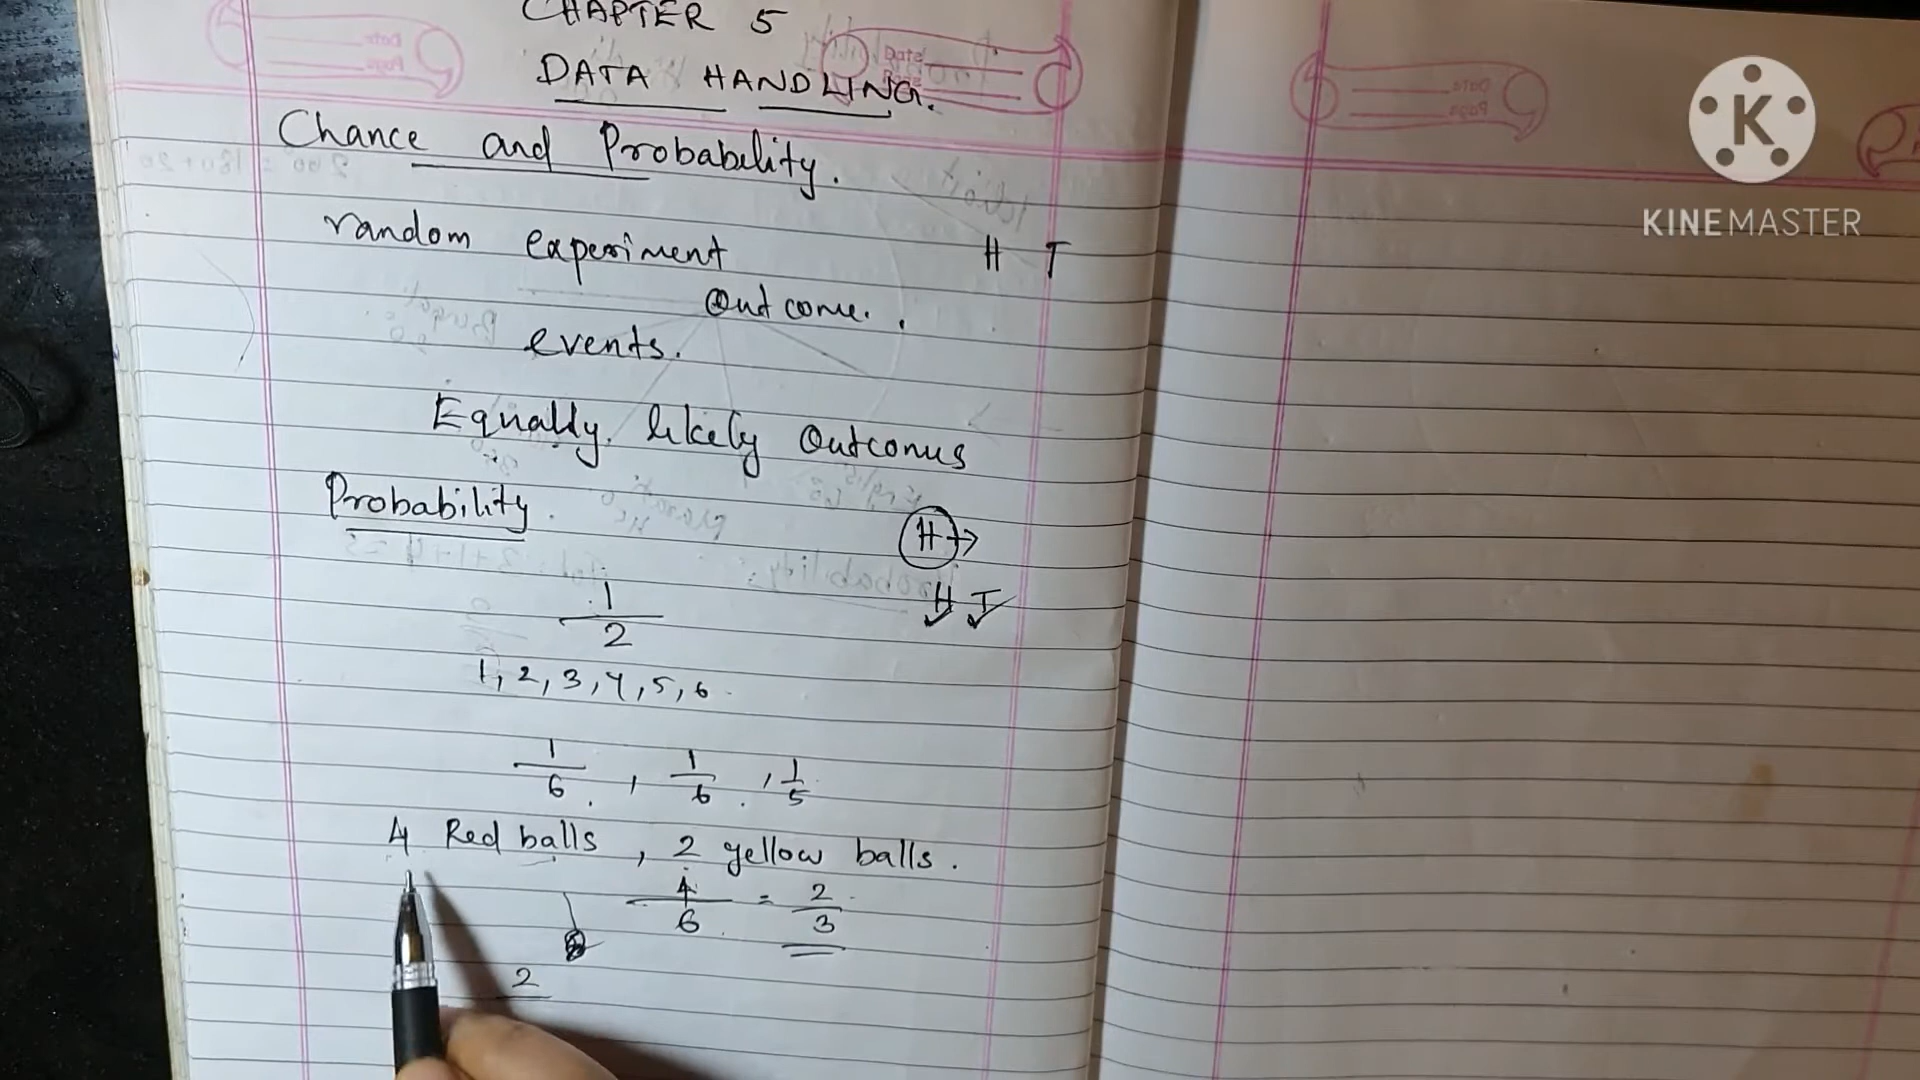 CHAPTER 5
DATA HANDLING.
Chance and Probability.
random experiment H T
Outcome.
events.
Equally likely Outcomes
Probability. H
1/2 H T
1, 2, 3, 4, 5, 6
1/6, 1/6, 1/5
4 Red balls, 2 yellow balls.
4/6 = 2/3
2
K
KINEMASTER
Date